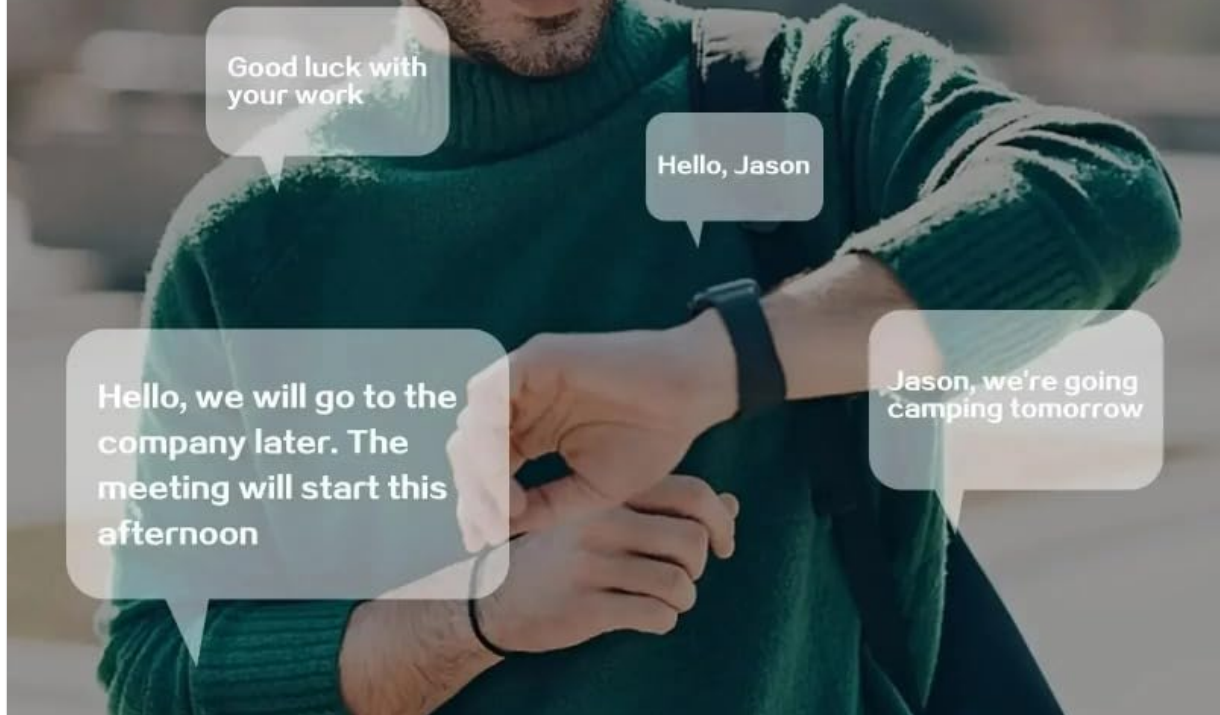 Good luck with
your work
Hello, Jason
Hello, we will go to the
company later. The
meeting will start this
afternoon
Jason, we're going
camping tomorrow